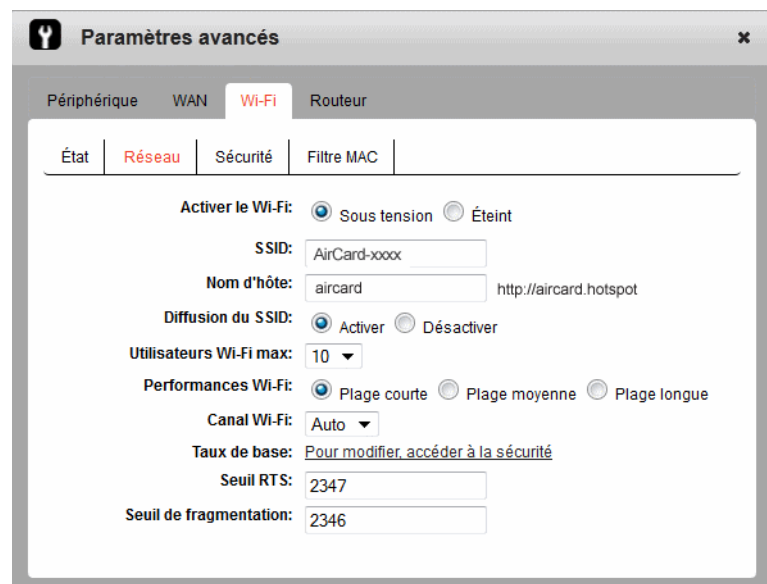 Paramètres avancés
Périphérique WAN Wi-Fi Routeur
État Réseau Sécurité Filtre MAC
Activer le Wi-Fi: Sous tension Éteint
SSID: AirCard-xxxx
Nom d'hôte: aircard http://aircard.hotspot
Diffusion du SSID: Activer Désactiver
Utilisateurs Wi-Fi max: 10
Performances Wi-Fi: Plage courte Plage moyenne Plage longue
Canal Wi-Fi: Auto
Taux de base: Pour modifier, accéder à la sécurité
Seuil RTS: 2347
Seuil de fragmentation: 2346